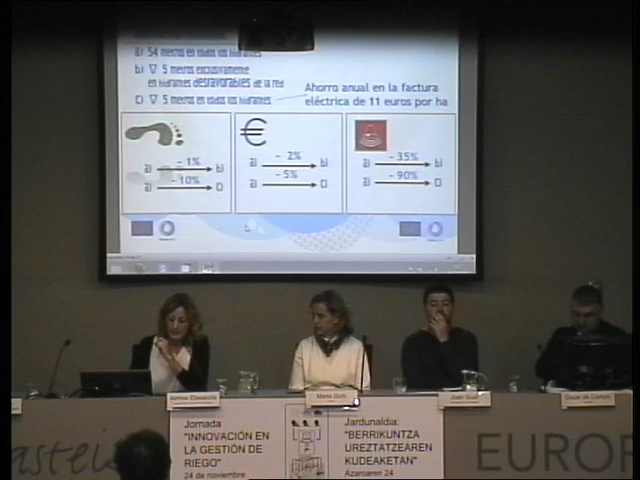 a) 54 metros en todos los hidrantes
b) ▽ 5 metros exclusivamente
en hidrantes desfavorables de la red
c) ▽ 5 metros en todos los hidrantes
Ahorro anual en la factura
eléctrica de 11 euros por ha
a) - 1% b)
a) - 10% c)
€
a) - 2% b)
a) - 5% c)
a) - 35% b)
a) - 90% c)
Jornada
"INNOVACIÓN EN
LA GESTIÓN DE
RIEGO"
24 de noviembre
Jardunaldia:
"BERRIKUNTZA
UREZTATZEAREN
KUDEAKETAN"
Azaroaren 24
asteis
EUROP